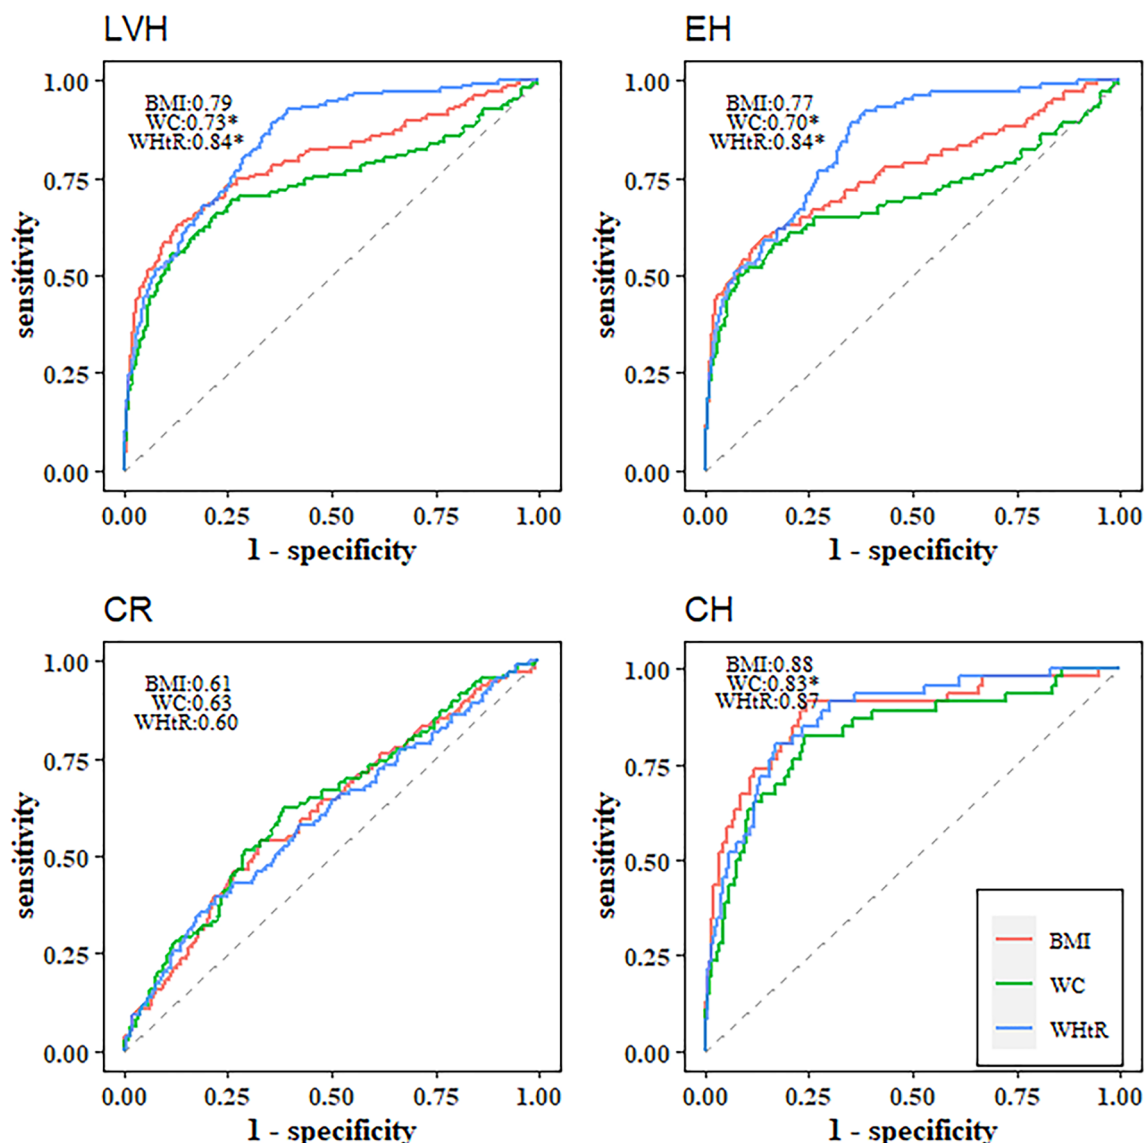 LVH
1.00
0.75
0.50
0.25
0.00
sensitivity
BMI:0.79
WC:0.73*
WHtR:0.84*
0.00 0.25 0.50 0.75 1.00
1 - specificity
EH
1.00
0.75
0.50
0.25
0.00
sensitivity
BMI:0.77
WC:0.70*
WHtR:0.84*
0.00 0.25 0.50 0.75 1.00
1 - specificity
CR
1.00
0.75
0.50
0.25
0.00
sensitivity
BMI:0.61
WC:0.63
WHtR:0.60
0.00 0.25 0.50 0.75 1.00
1 - specificity
CH
1.00
0.75
0.50
0.25
0.00
sensitivity
BMI:0.88
WC:0.83*
WHtR:0.87
BMI
WC
WHtR
0.00 0.25 0.50 0.75 1.00
1 - specificity